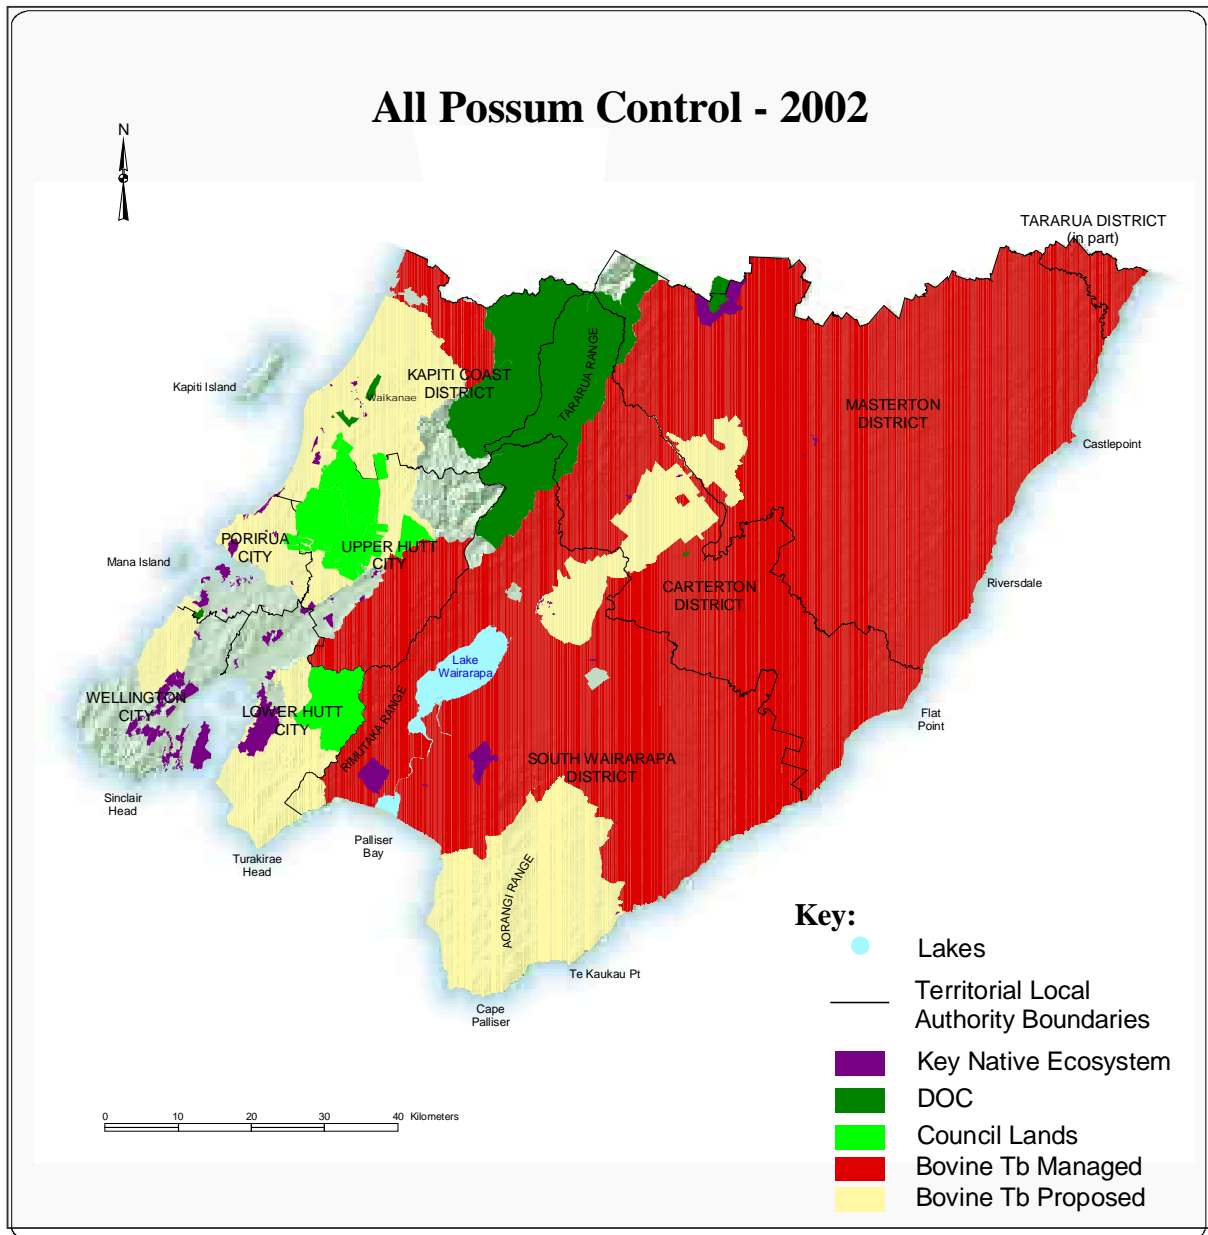 All Possum Control - 2002
N
TARARUA DISTRICT
(in part)
TARARUA RANGE
Kapiti Island
KAPITI COAST
DISTRICT
Waikanae
MASTERTON
DISTRICT
Castlepoint
PORIRUA
CITY
UPPER HUTT
CITY
Mana Island
CARTERTON
DISTRICT
Riversdale
Lake
Wairarapa
WELLINGTON
CITY
LOWER HUTT
CITY
RIMUTAKA RANGE
Flat
Point
SOUTH WAIRARAPA
DISTRICT
Sinclair
Head
Palliser
Bay
Turakirae
Head
AORANGI RANGE
Te Kaukau Pt
Cape
Palliser
Key:
Lakes
Territorial Local
Authority Boundaries
Key Native Ecosystem
DOC
Council Lands
Bovine Tb Managed
Bovine Tb Proposed
0 10 20 30 40 Kilometers